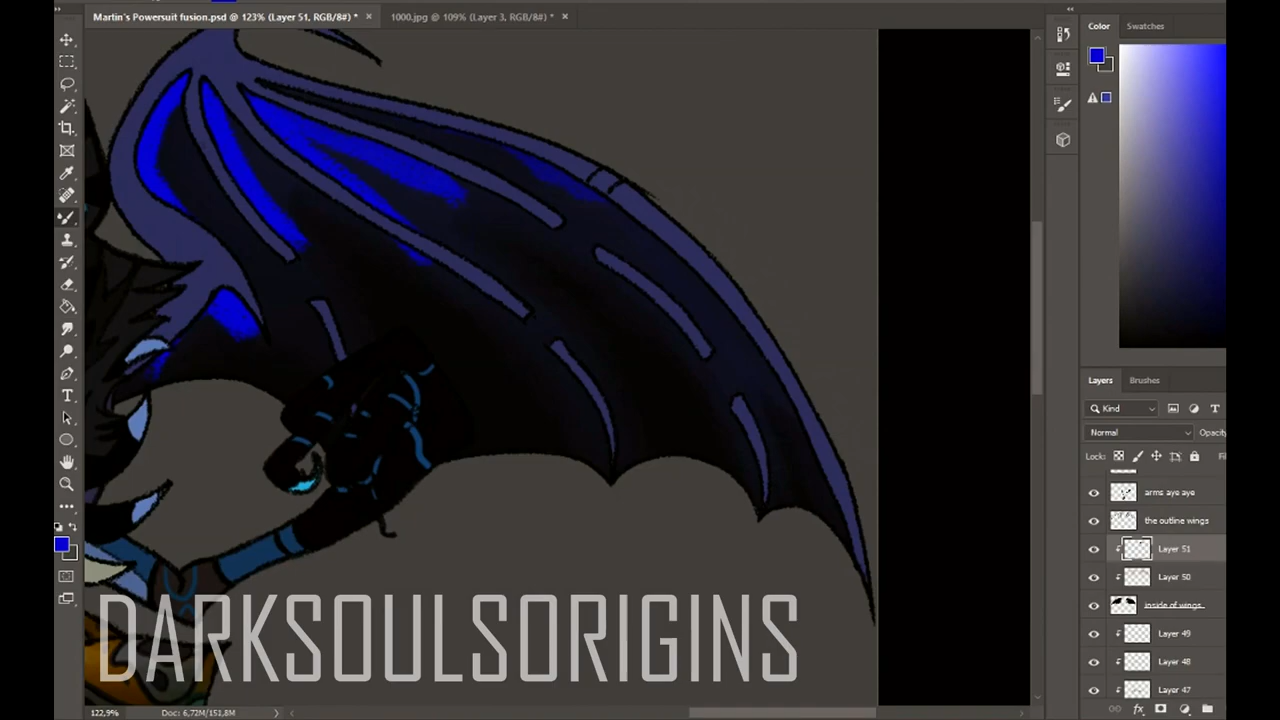 Martin's Powersuit fusion.psd @ 123% (Layer 51, RGB/8#) * × 1000.jpg @ 109% (Layer 3, RGB/8#) * ×
Color Swatches
Layers Brushes
Kind
Normal Opacity
Lock:
arms aye aye
the outline wings
Layer 51
Layer 50
inside of wings
Layer 49
Layer 48
Layer 47
DARKSOULSORIGINS
122,9% Doc: 6,72M/151,8M